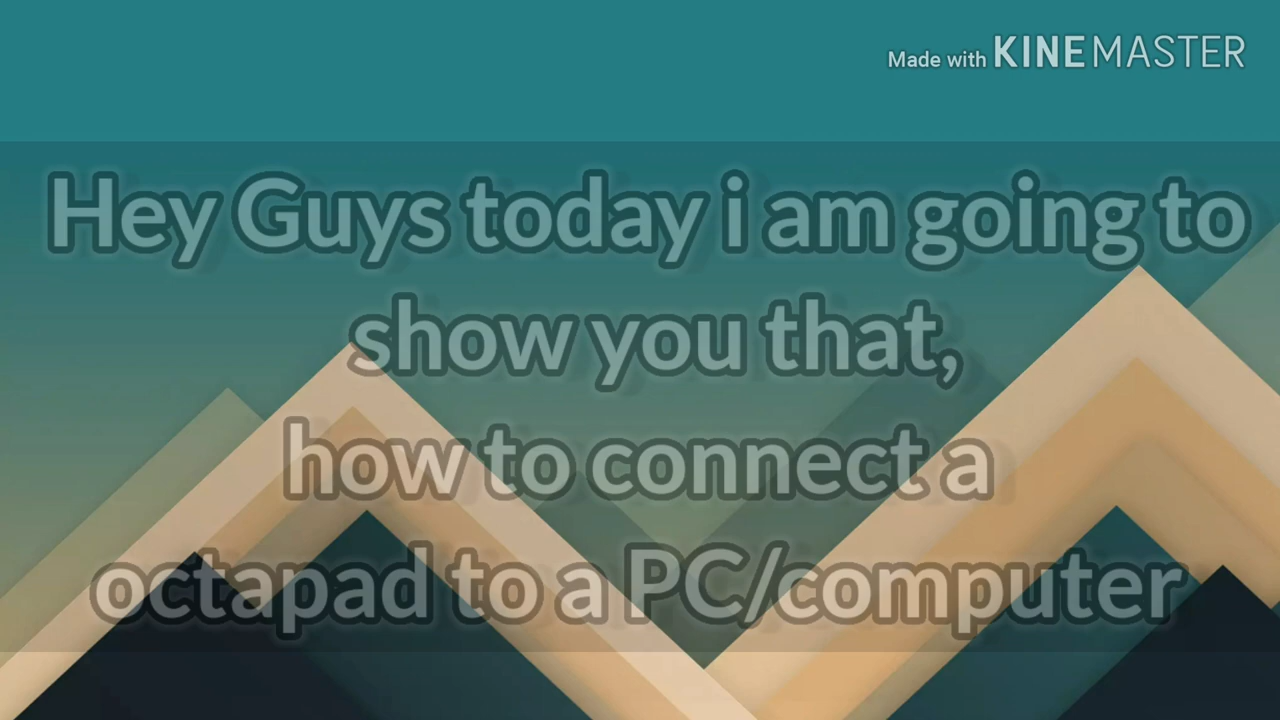 Made with KINEMASTER
Hey Guys today i am going to
show you that,
how to connect a
octapad to a PC/computer